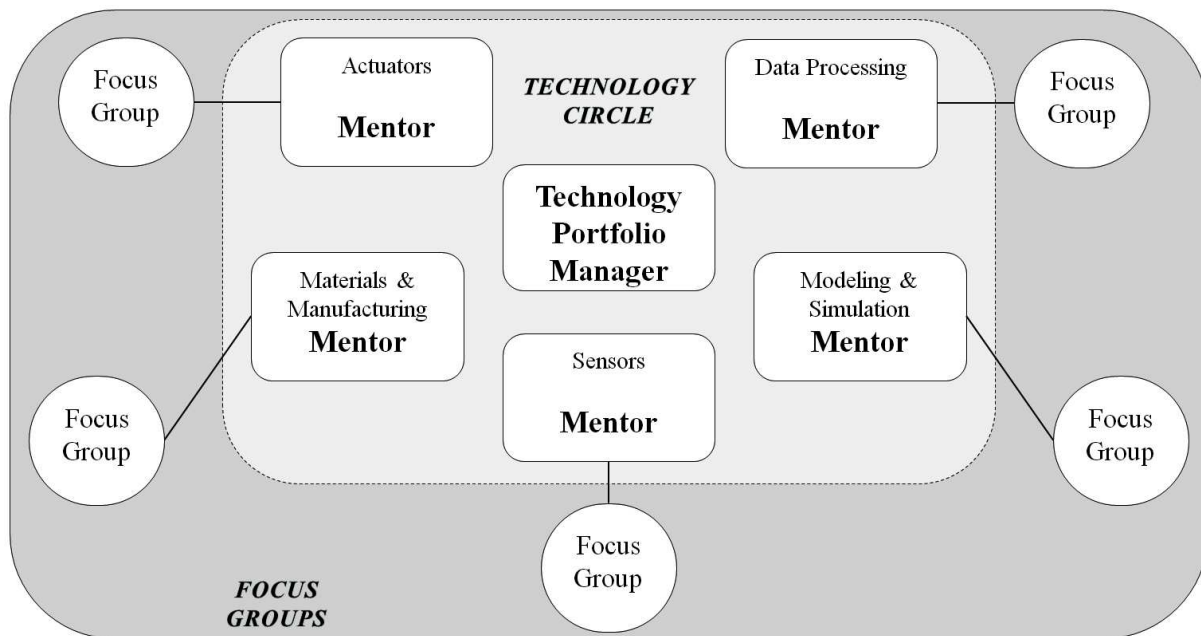 Focus
Group
Actuators
Mentor
TECHNOLOGY
CIRCLE
Data Processing
Mentor
Focus
Group
Technology
Portfolio
Manager
Materials &
Manufacturing
Mentor
Modeling &
Simulation
Mentor
Sensors
Mentor
Focus
Group
Focus
Group
Focus
Group
FOCUS
GROUPS